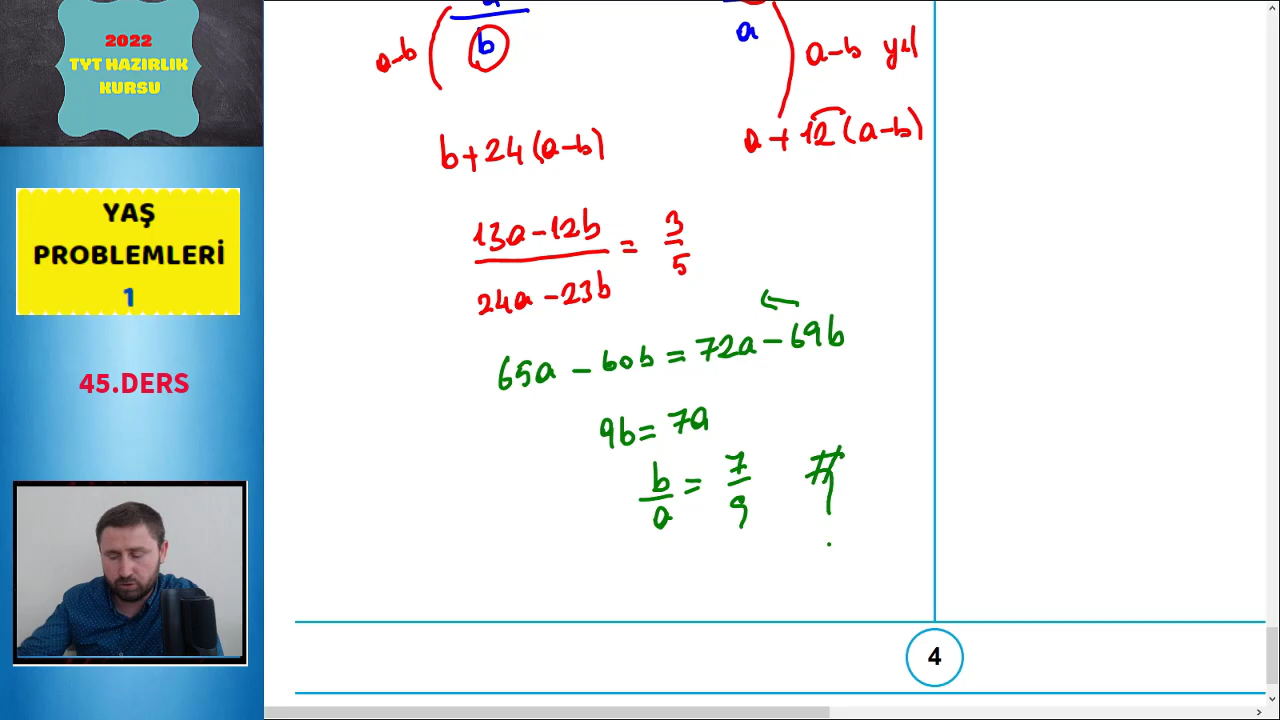 2022
TYT HAZIRLIK
KURSU
YAŞ
PROBLEMLERİ
1
45.DERS
b a
a-b a-b yıl
b+24(a-b) a+12(a-b)
13a-12b / 24a-23b = 3/5
65a - 60b = 72a - 69b
9b = 7a
b/a = 7/9
4